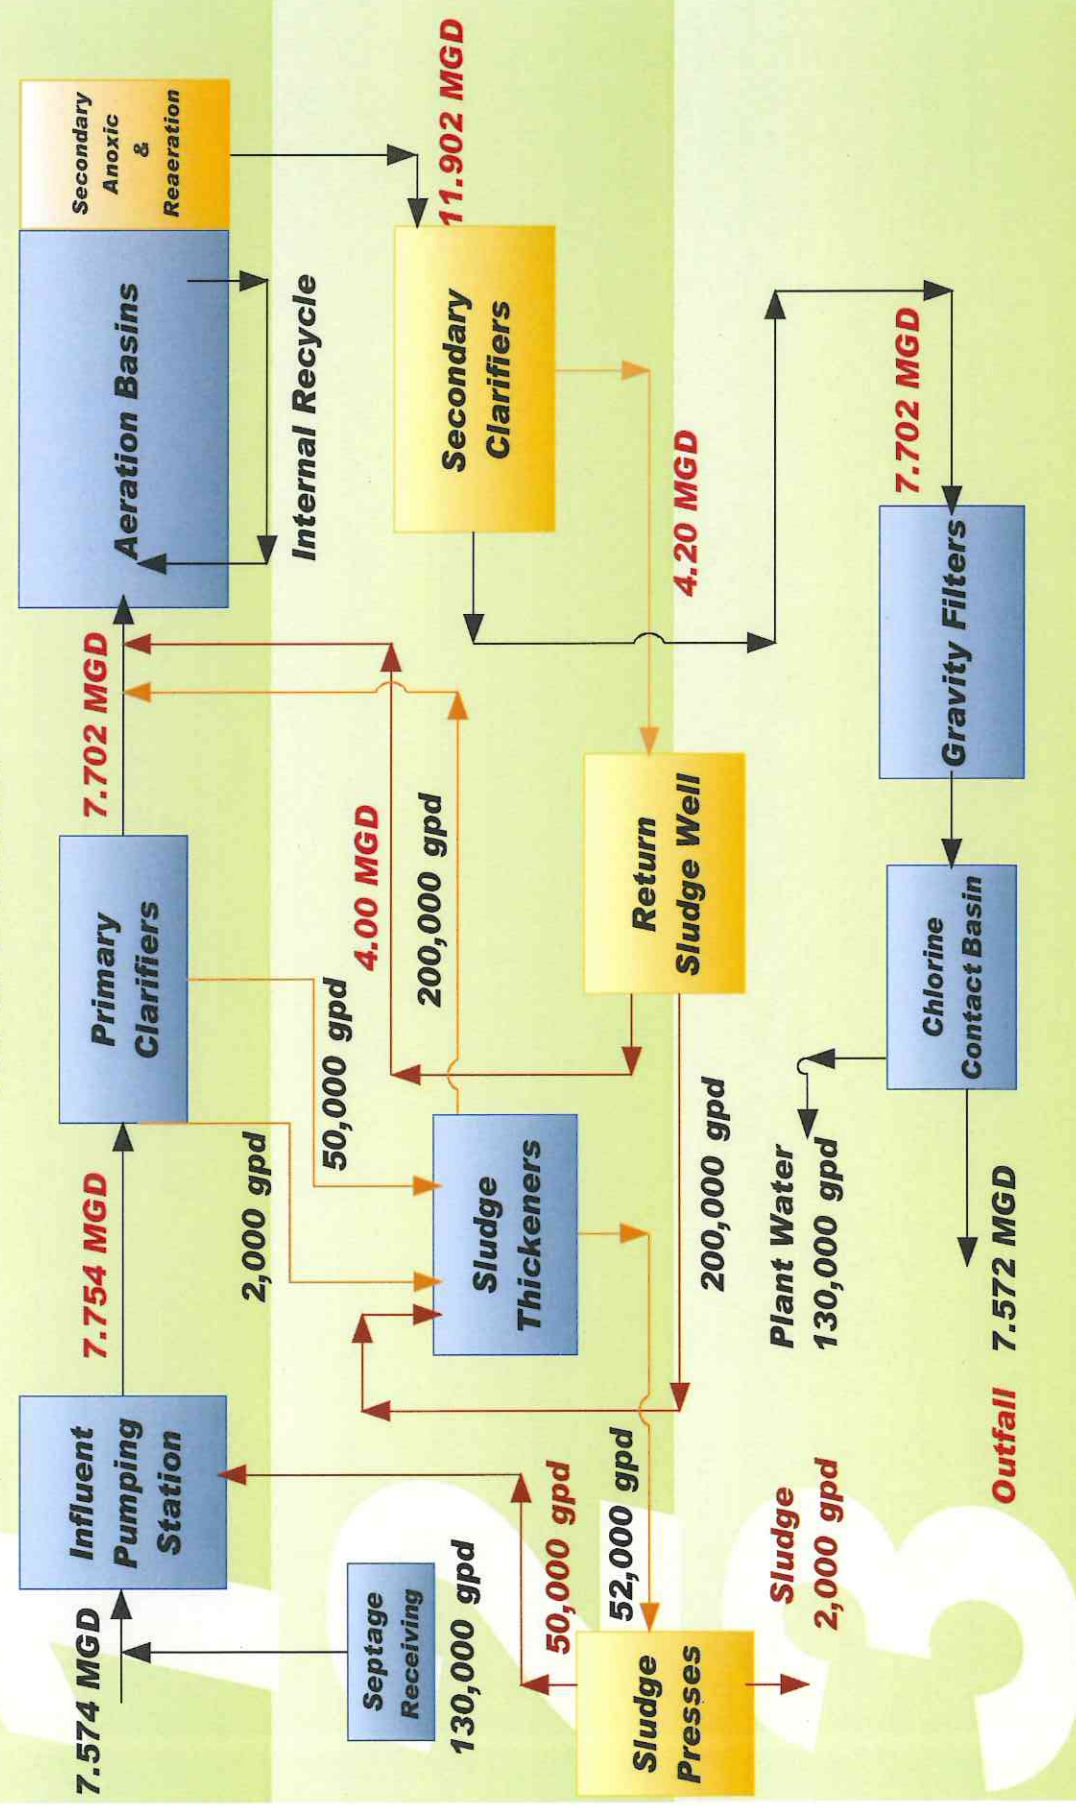 7.574 MGD
Influent
Pumping
Station
7.754 MGD
Primary
Clarifiers
7.702 MGD
Aeration Basins
Secondary
Anoxic
&
Reaeration
Internal Recycle
Septage
Receiving
130,000 gpd
2,000 gpd
50,000 gpd
4.00 MGD
200,000 gpd
Sludge
Thickeners
Secondary
Clarifiers
11.902 MGD
4.20 MGD
50,000 gpd
52,000 gpd
Sludge
Presses
Return
Sludge Well
200,000 gpd
Sludge
2,000 gpd
Plant Water
130,000 gpd
Chlorine
Contact Basin
Gravity Filters
7.702 MGD
Outfall 7.572 MGD
1
2
3